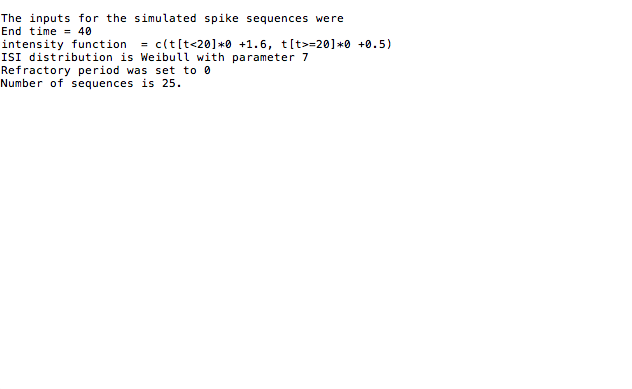 The inputs for the simulated spike sequences were
End time = 40
intensity function  = c(t[t<20]*0 +1.6, t[t>=20]*0 +0.5)
ISI distribution is Weibull with parameter 7
Refractory period was set to 0
Number of sequences is 25.